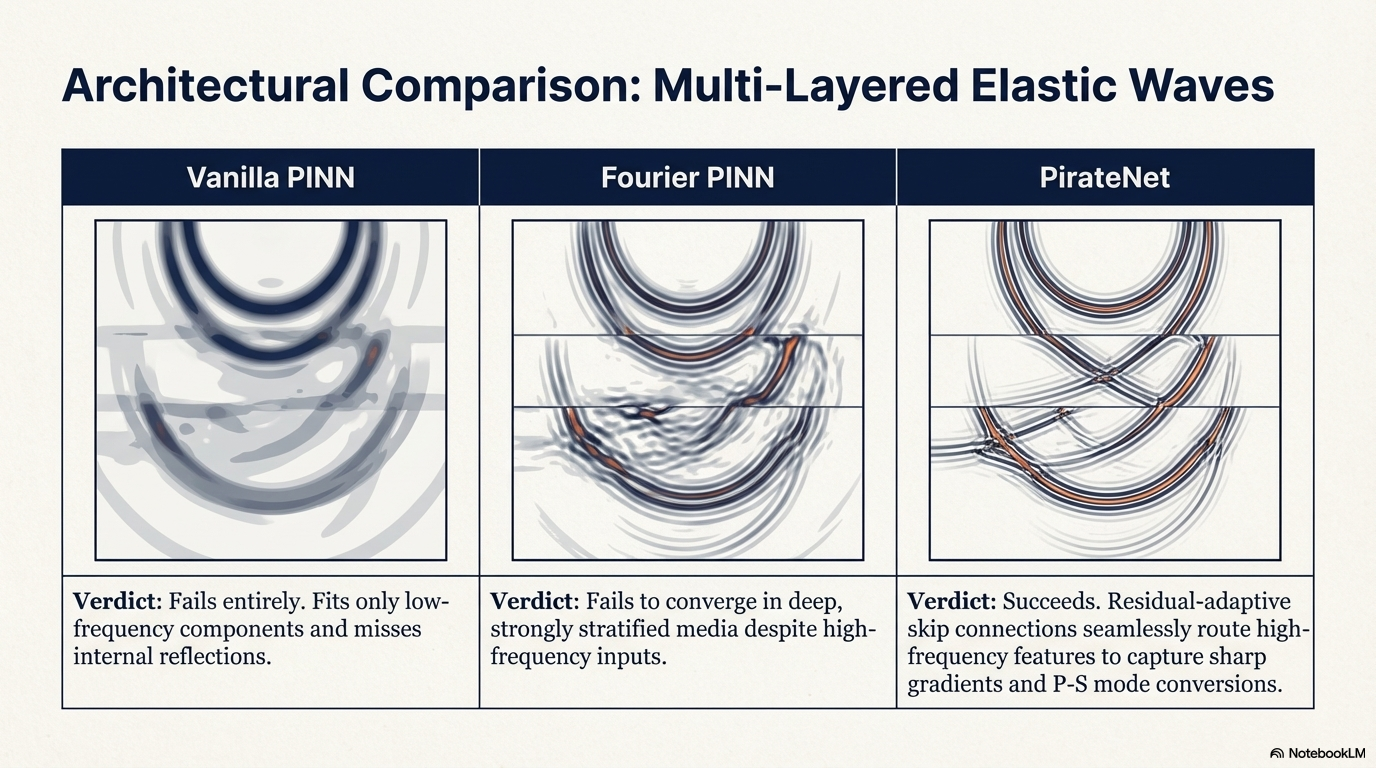 Architectural Comparison: Multi-Layered Elastic Waves
Vanilla PINN
Fourier PINN
PirateNet
Verdict: Fails entirely. Fits only low-
frequency components and misses
internal reflections.
Verdict: Fails to converge in deep,
strongly stratified media despite high-
frequency inputs.
Verdict: Succeeds. Residual-adaptive
skip connections seamlessly route high-
frequency features to capture sharp
gradients and P-S mode conversions.
NotebookLM